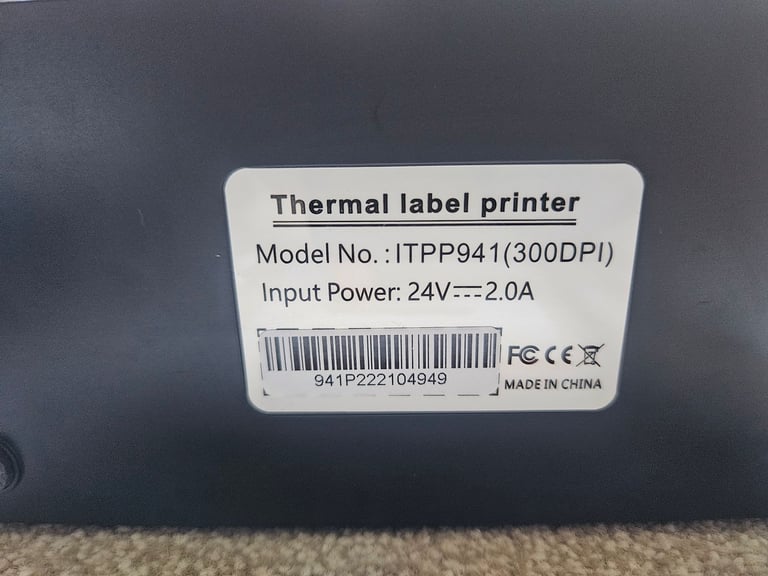 Thermal label printer
Model No.: ITPP941(300DPI)
Input Power: 24V⎓2.0A
941P222104949
FC CE
MADE IN CHINA